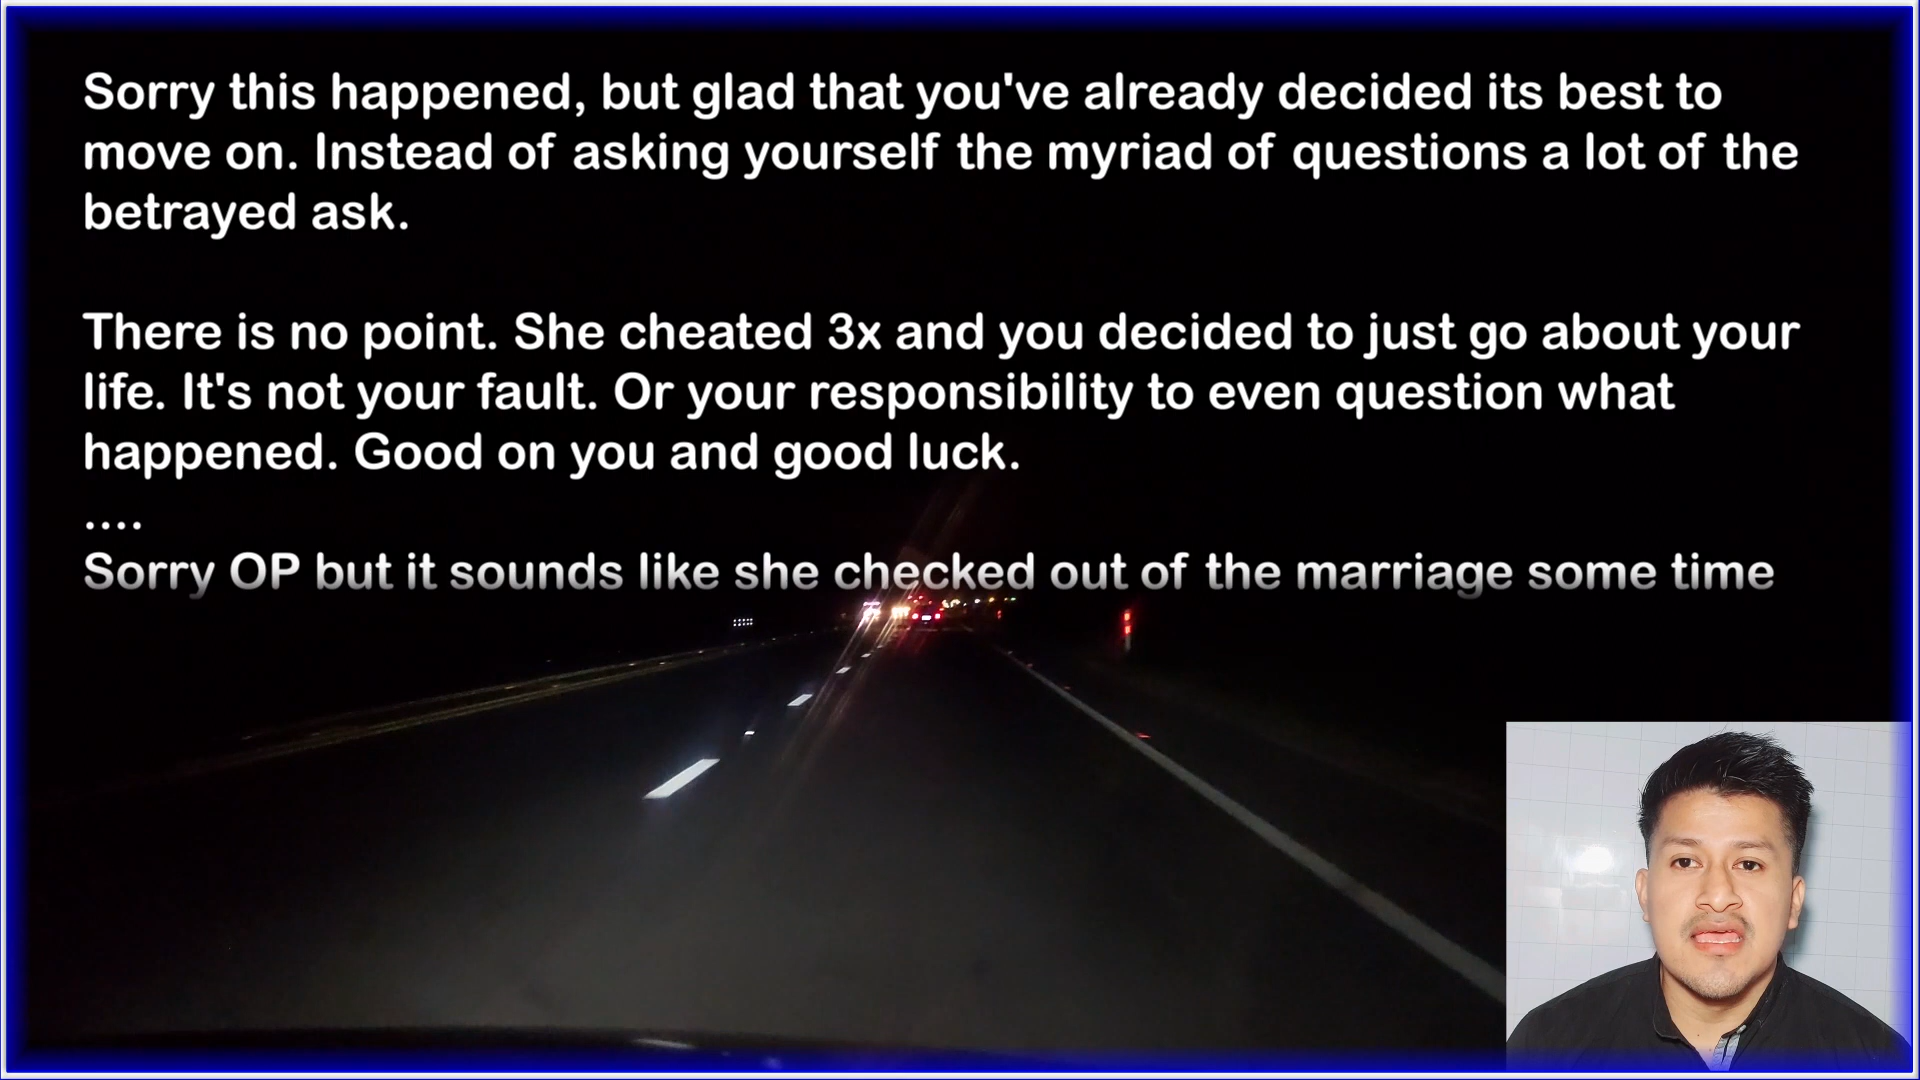 Sorry this happened, but glad that you've already decided its best to
move on. Instead of asking yourself the myriad of questions a lot of the
betrayed ask.
There is no point. She cheated 3x and you decided to just go about your
life. It's not your fault. Or your responsibility to even question what
happened. Good on you and good luck.
....
Sorry OP but it sounds like she checked out of the marriage some time